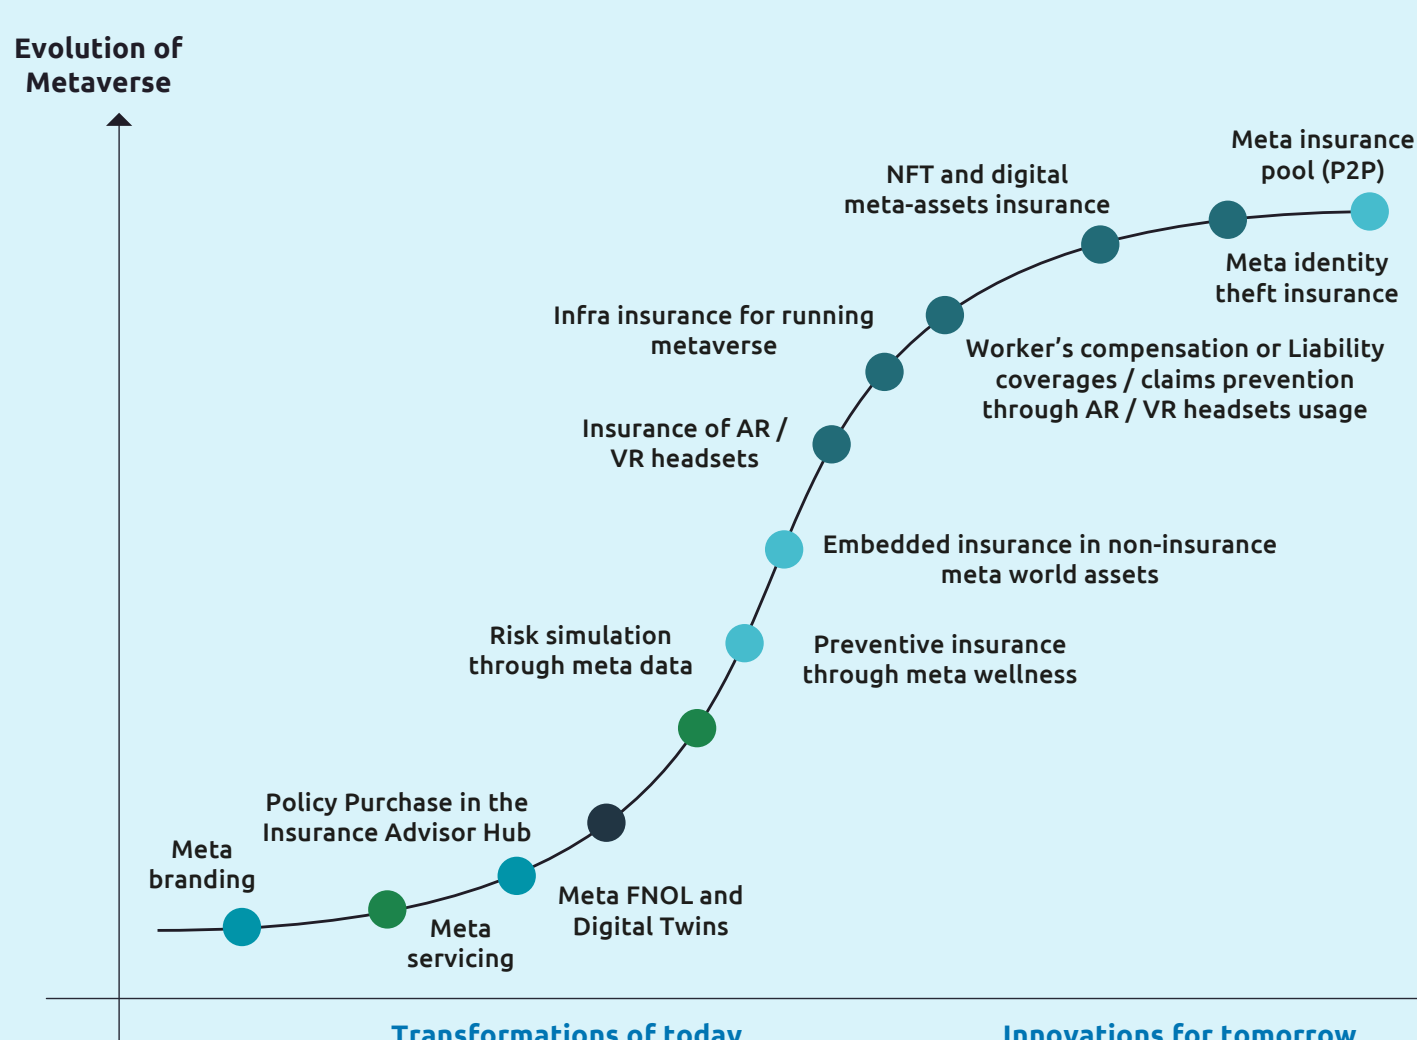 Evolution of
Metaverse
Meta insurance
pool (P2P)
NFT and digital
meta-assets insurance
Meta identity
theft insurance
Infra insurance for running
metaverse
Worker’s compensation or Liability
coverages / claims prevention
through AR / VR headsets usage
Insurance of AR /
VR headsets
Embedded insurance in non-insurance
meta world assets
Risk simulation
through meta data
Preventive insurance
through meta wellness
Policy Purchase in the
Insurance Advisor Hub
Meta
branding
Meta FNOL and
Digital Twins
Meta
servicing
Transformations of today
Innovations for tomorrow